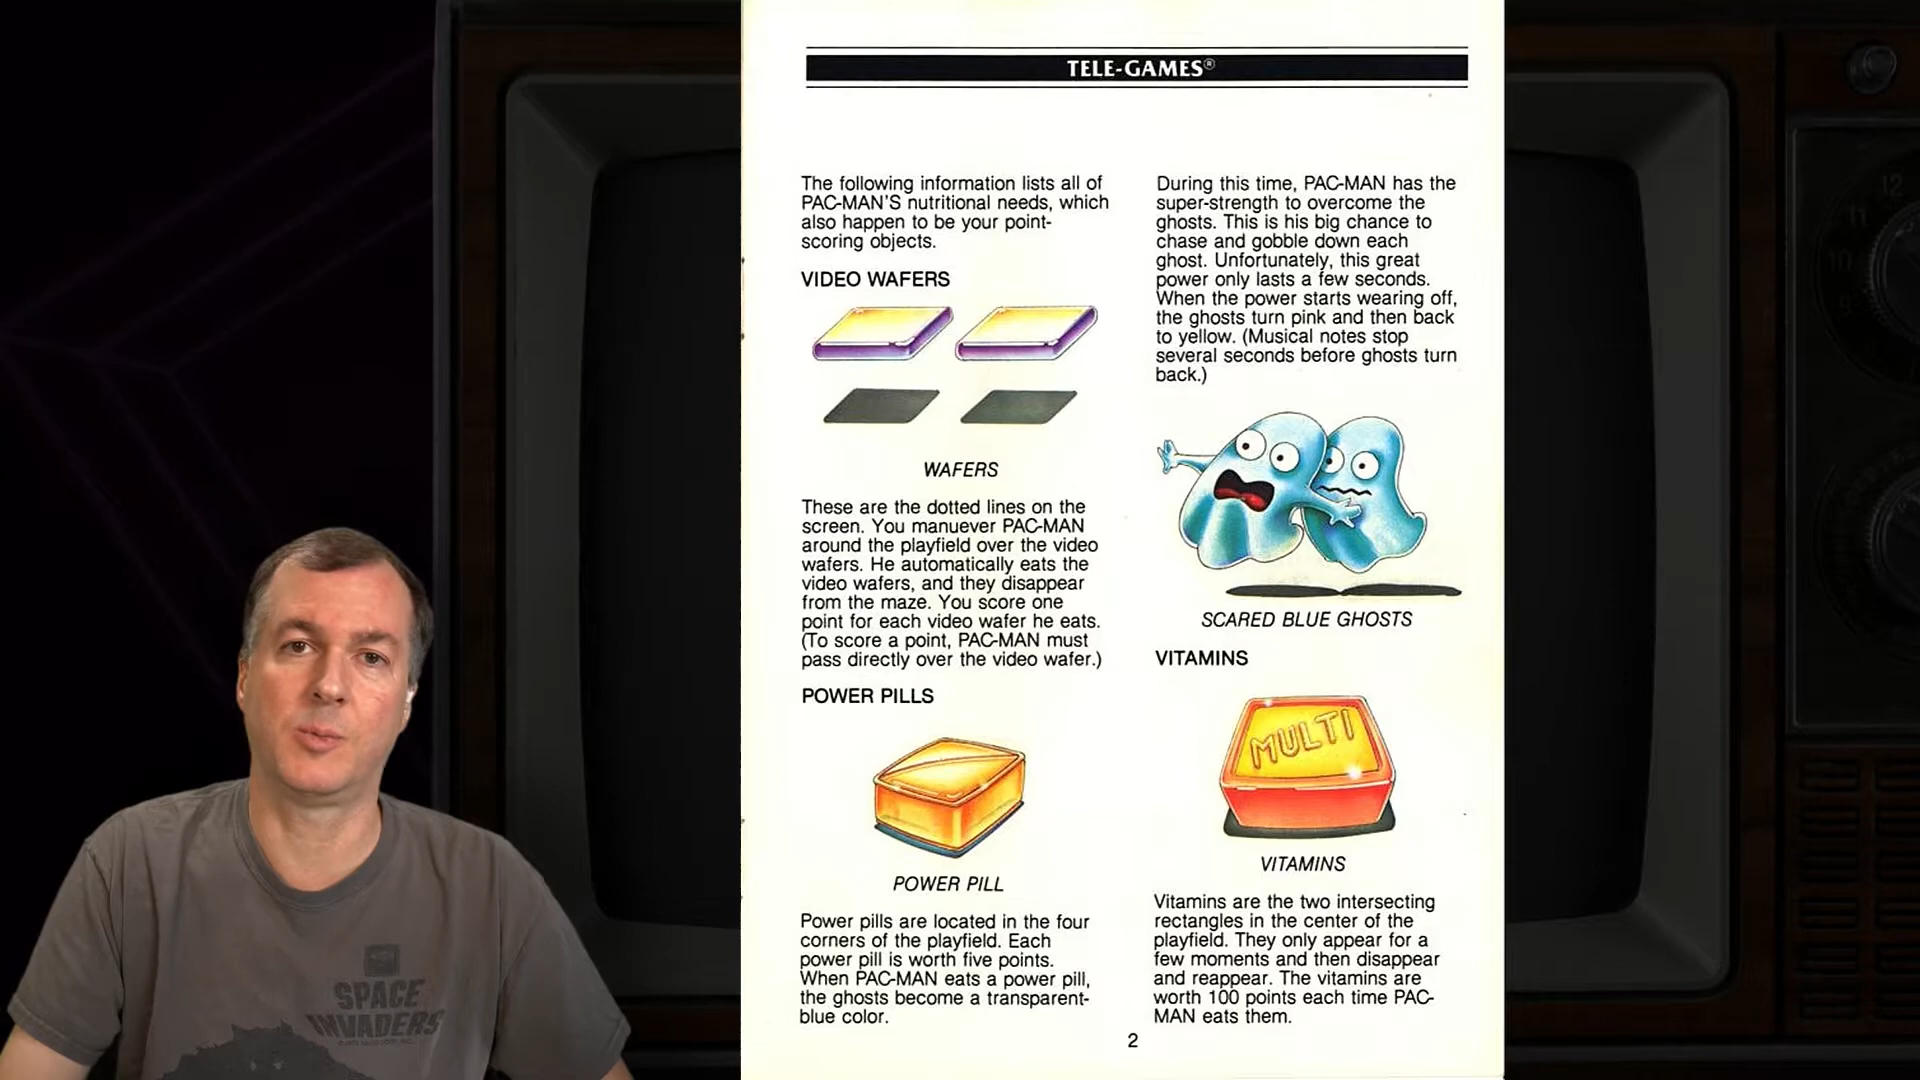 TELE-GAMES®
The following information lists all of
PAC-MAN'S nutritional needs, which
also happen to be your point-
scoring objects.
VIDEO WAFERS
WAFERS
These are the dotted lines on the
screen. You manuever PAC-MAN
around the playfield over the video
wafers. He automatically eats the
video wafers, and they disappear
from the maze. You score one
point for each video wafer he eats.
(To score a point, PAC-MAN must
pass directly over the video wafer.)
POWER PILLS
POWER PILL
Power pills are located in the four
corners of the playfield. Each
power pill is worth five points.
When PAC-MAN eats a power pill,
the ghosts become a transparent-
blue color.
During this time, PAC-MAN has the
super-strength to overcome the
ghosts. This is his big chance to
chase and gobble down each
ghost. Unfortunately, this great
power only lasts a few seconds.
When the power starts wearing off,
the ghosts turn pink and then back
to yellow. (Musical notes stop
several seconds before ghosts turn
back.)
SCARED BLUE GHOSTS
VITAMINS
MULTI
VITAMINS
Vitamins are the two intersecting
rectangles in the center of the
playfield. They only appear for a
few moments and then disappear
and reappear. The vitamins are
worth 100 points each time PAC-
MAN eats them.
2
SPACE
INVADERS
12
11
10